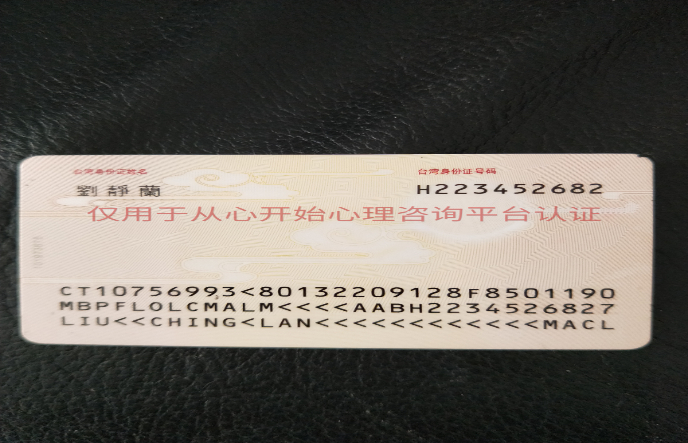 台湾身份证姓名 台湾身份证号码
劉靜蘭 H223452682
仅用于从心开始心理咨询平台认证
CT10756993<80132209128F8501190
MBPFLOLCMALM<<<<AABH2234526827
LIU<<CHING<LAN<<<<<<<<<<<<MACL